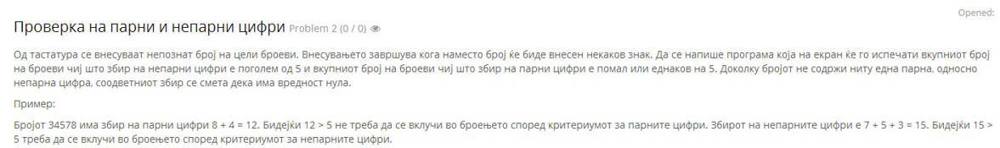 Opened:
Проверка на парни и непарни цифри Problem 2 (0 / 0)
Од тастатура се внесуваат непознат број на цели броеви. Внесувањето завршува кога наместо број ќе биде внесен некаков знак. Да се напише програма која на екран ќе го испечати вкупниот број
на броеви чиј што збир на непарни цифри е поголем од 5 и вкупниот број на броеви чиј што збир на парни цифри е помал или еднаков на 5. Доколку бројот не содржи ниту една парна, односно
непарна цифра, соодветниот збир се смета дека има вредност нула.
Пример:
Бројот 34578 има збир на парни цифри 8 + 4 = 12. Бидејќи 12 > 5 не треба да се вклучи во броењето според критериумот за парните цифри. Збирот на непарните цифри е 7 + 5 + 3 = 15. Бидејќи 15 >
5 треба да се вклучи во броењето според критериумот за непарните цифри.